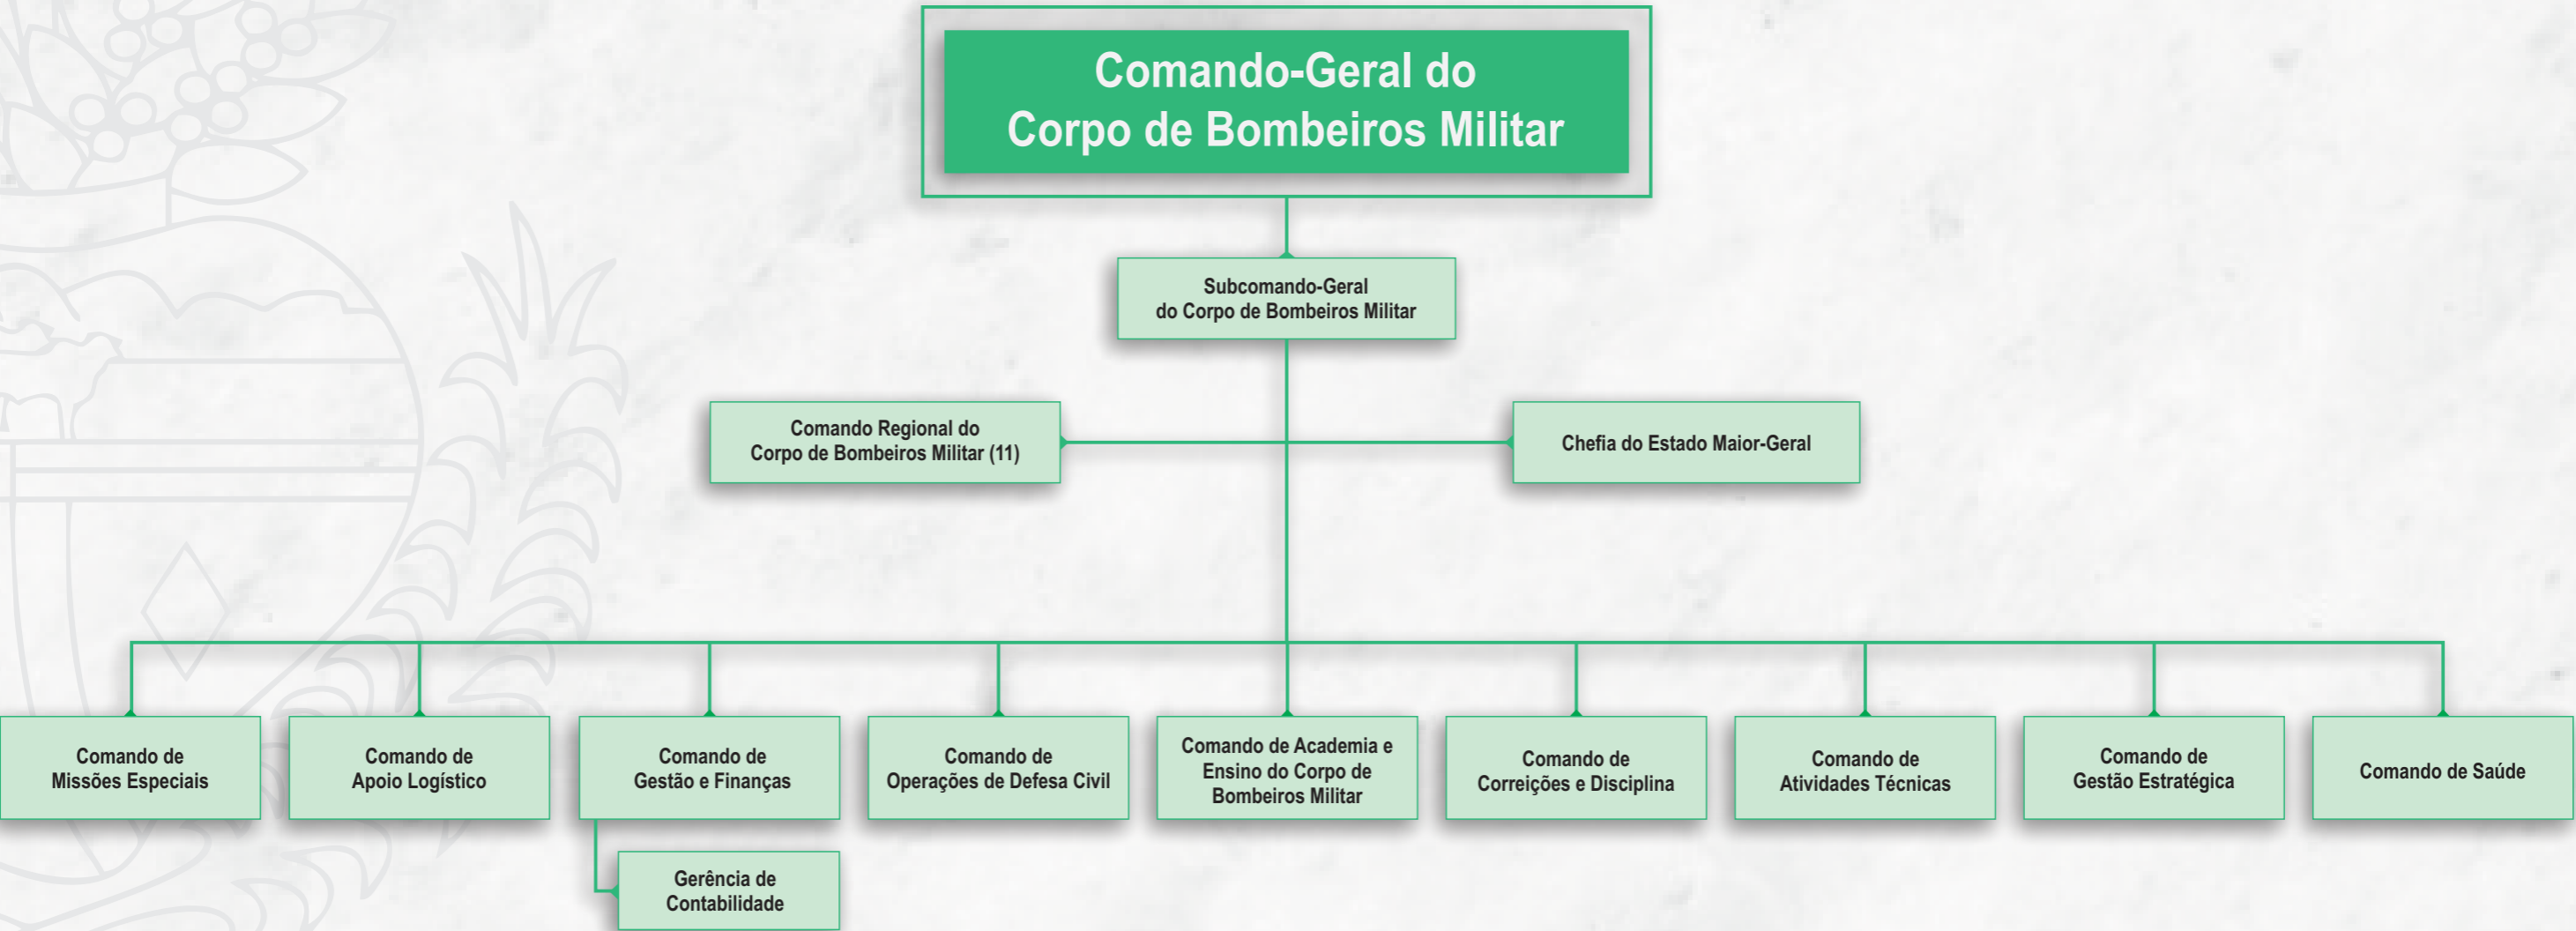 Comando-Geral do
Corpo de Bombeiros Militar
Subcomando-Geral
do Corpo de Bombeiros Militar
Comando Regional do
Corpo de Bombeiros Militar (11)
Chefia do Estado Maior-Geral
Comando de
Missões Especiais
Comando de
Apoio Logístico
Comando de
Gestão e Finanças
Comando de
Operações de Defesa Civil
Comando de Academia e
Ensino do Corpo de
Bombeiros Militar
Comando de
Correições e Disciplina
Comando de
Atividades Técnicas
Comando de
Gestão Estratégica
Comando de Saúde
Gerência de
Contabilidade